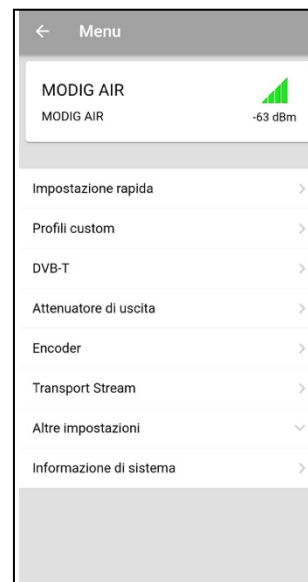 Menu
MODIG AIR
MODIG AIR
-63 dBm
Impostazione rapida
Profili custom
DVB-T
Attenuatore di uscita
Encoder
Transport Stream
Altre impostazioni
Informazione di sistema